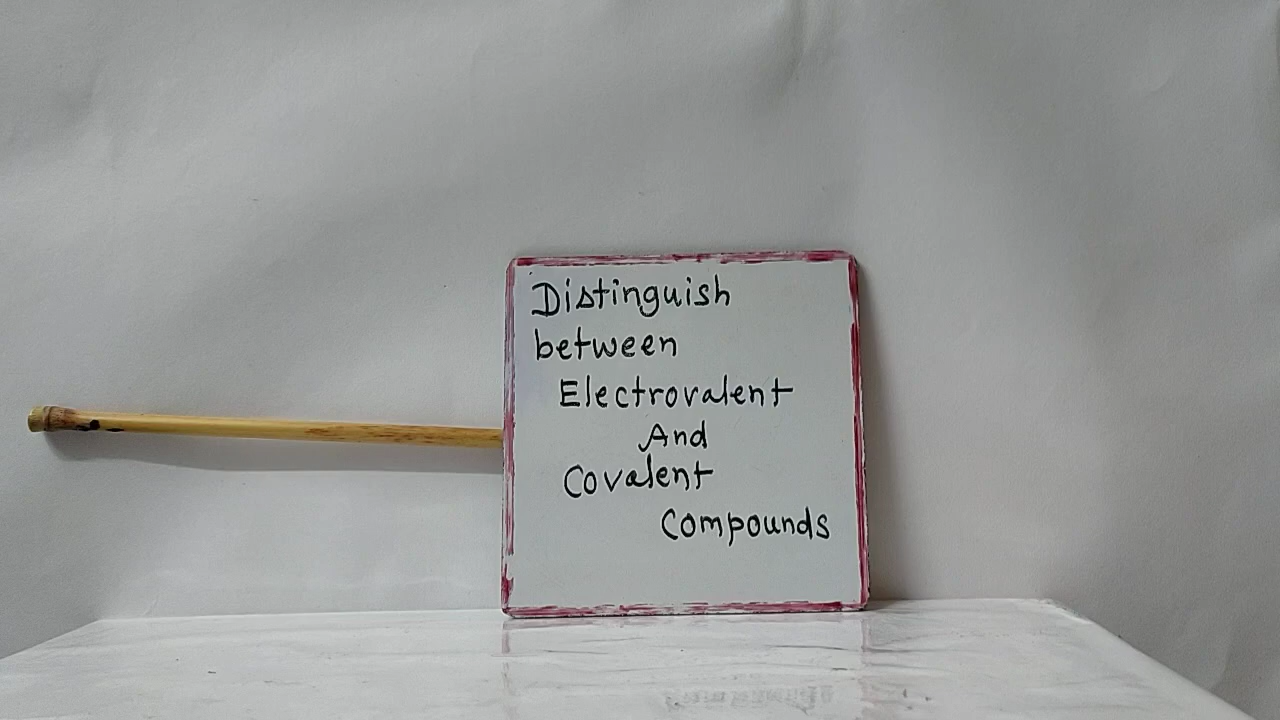 Distinguish
between
Electrovalent
And
Covalent
Compounds